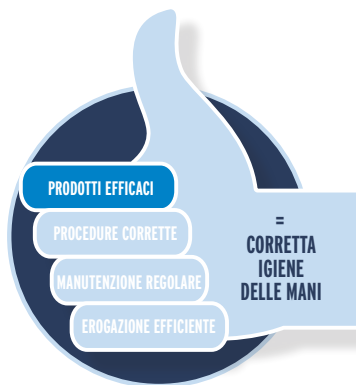 PRODOTTI EFFICACI
PROCEDURE CORRETTE
MANUTENZIONE REGOLARE
EROGAZIONE EFFICIENTE
=
CORRETTA
IGIENE
DELLE MANI